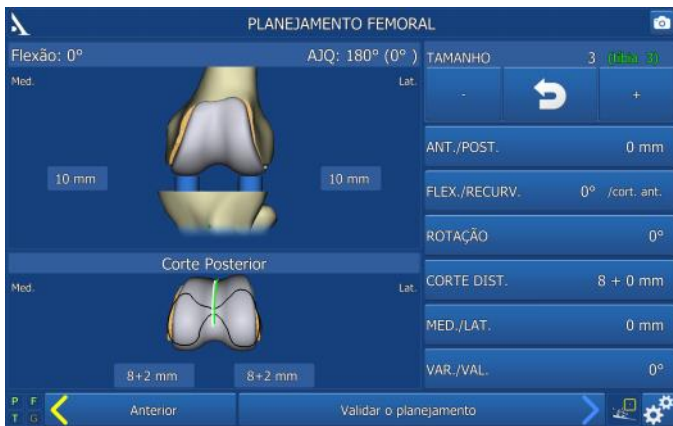 PLANEJAMENTO FEMORAL
Flexão: 0°
AJQ: 180° (0° )
Med.
Lat.
10 mm
10 mm
Corte Posterior
Med.
Lat.
8+2 mm
8+2 mm
TAMANHO 3 (tíbia 3)
-
+
ANT./POST. 0 mm
FLEX./RECURV. 0° /cort. ant.
ROTAÇÃO 0°
CORTE DIST. 8 + 0 mm
MED./LAT. 0 mm
VAR./VAL. 0°
P F
T G
Anterior
Validar o planejamento